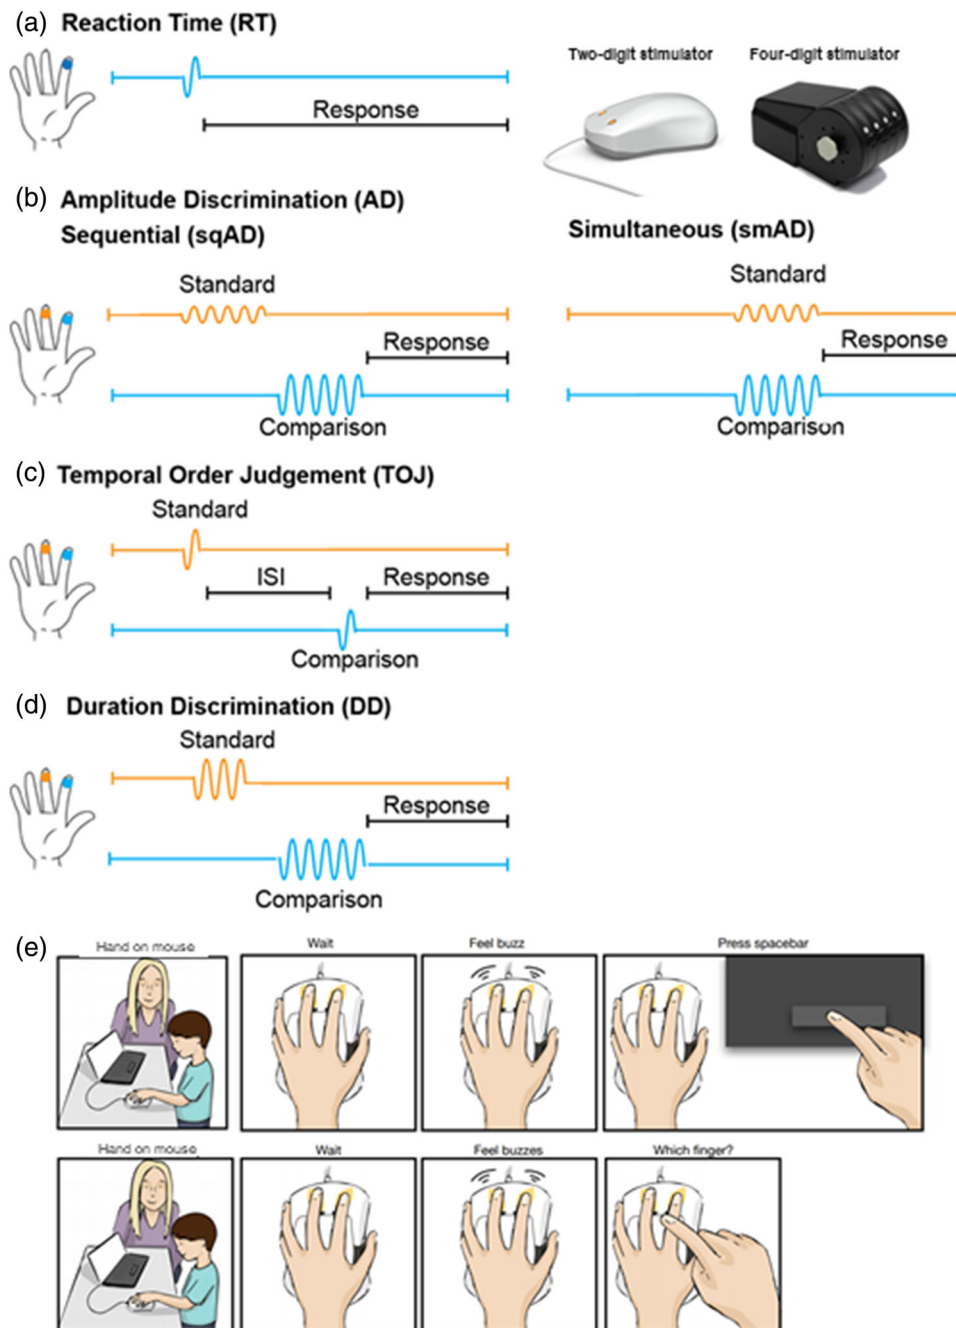 (a) Reaction Time (RT)
Two-digit stimulator
Four-digit stimulator
Response
(b) Amplitude Discrimination (AD)
Sequential (sqAD)
Simultaneous (smAD)
Standard
Standard
Response
Response
Comparison
Comparison
(c) Temporal Order Judgement (TOJ)
Standard
ISI
Response
Comparison
(d) Duration Discrimination (DD)
Standard
Response
Comparison
(e)
Hand on mouse
Wait
Feel buzz
Press spacebar
Hand on mouse
Wait
Feel buzzes
Which finger?